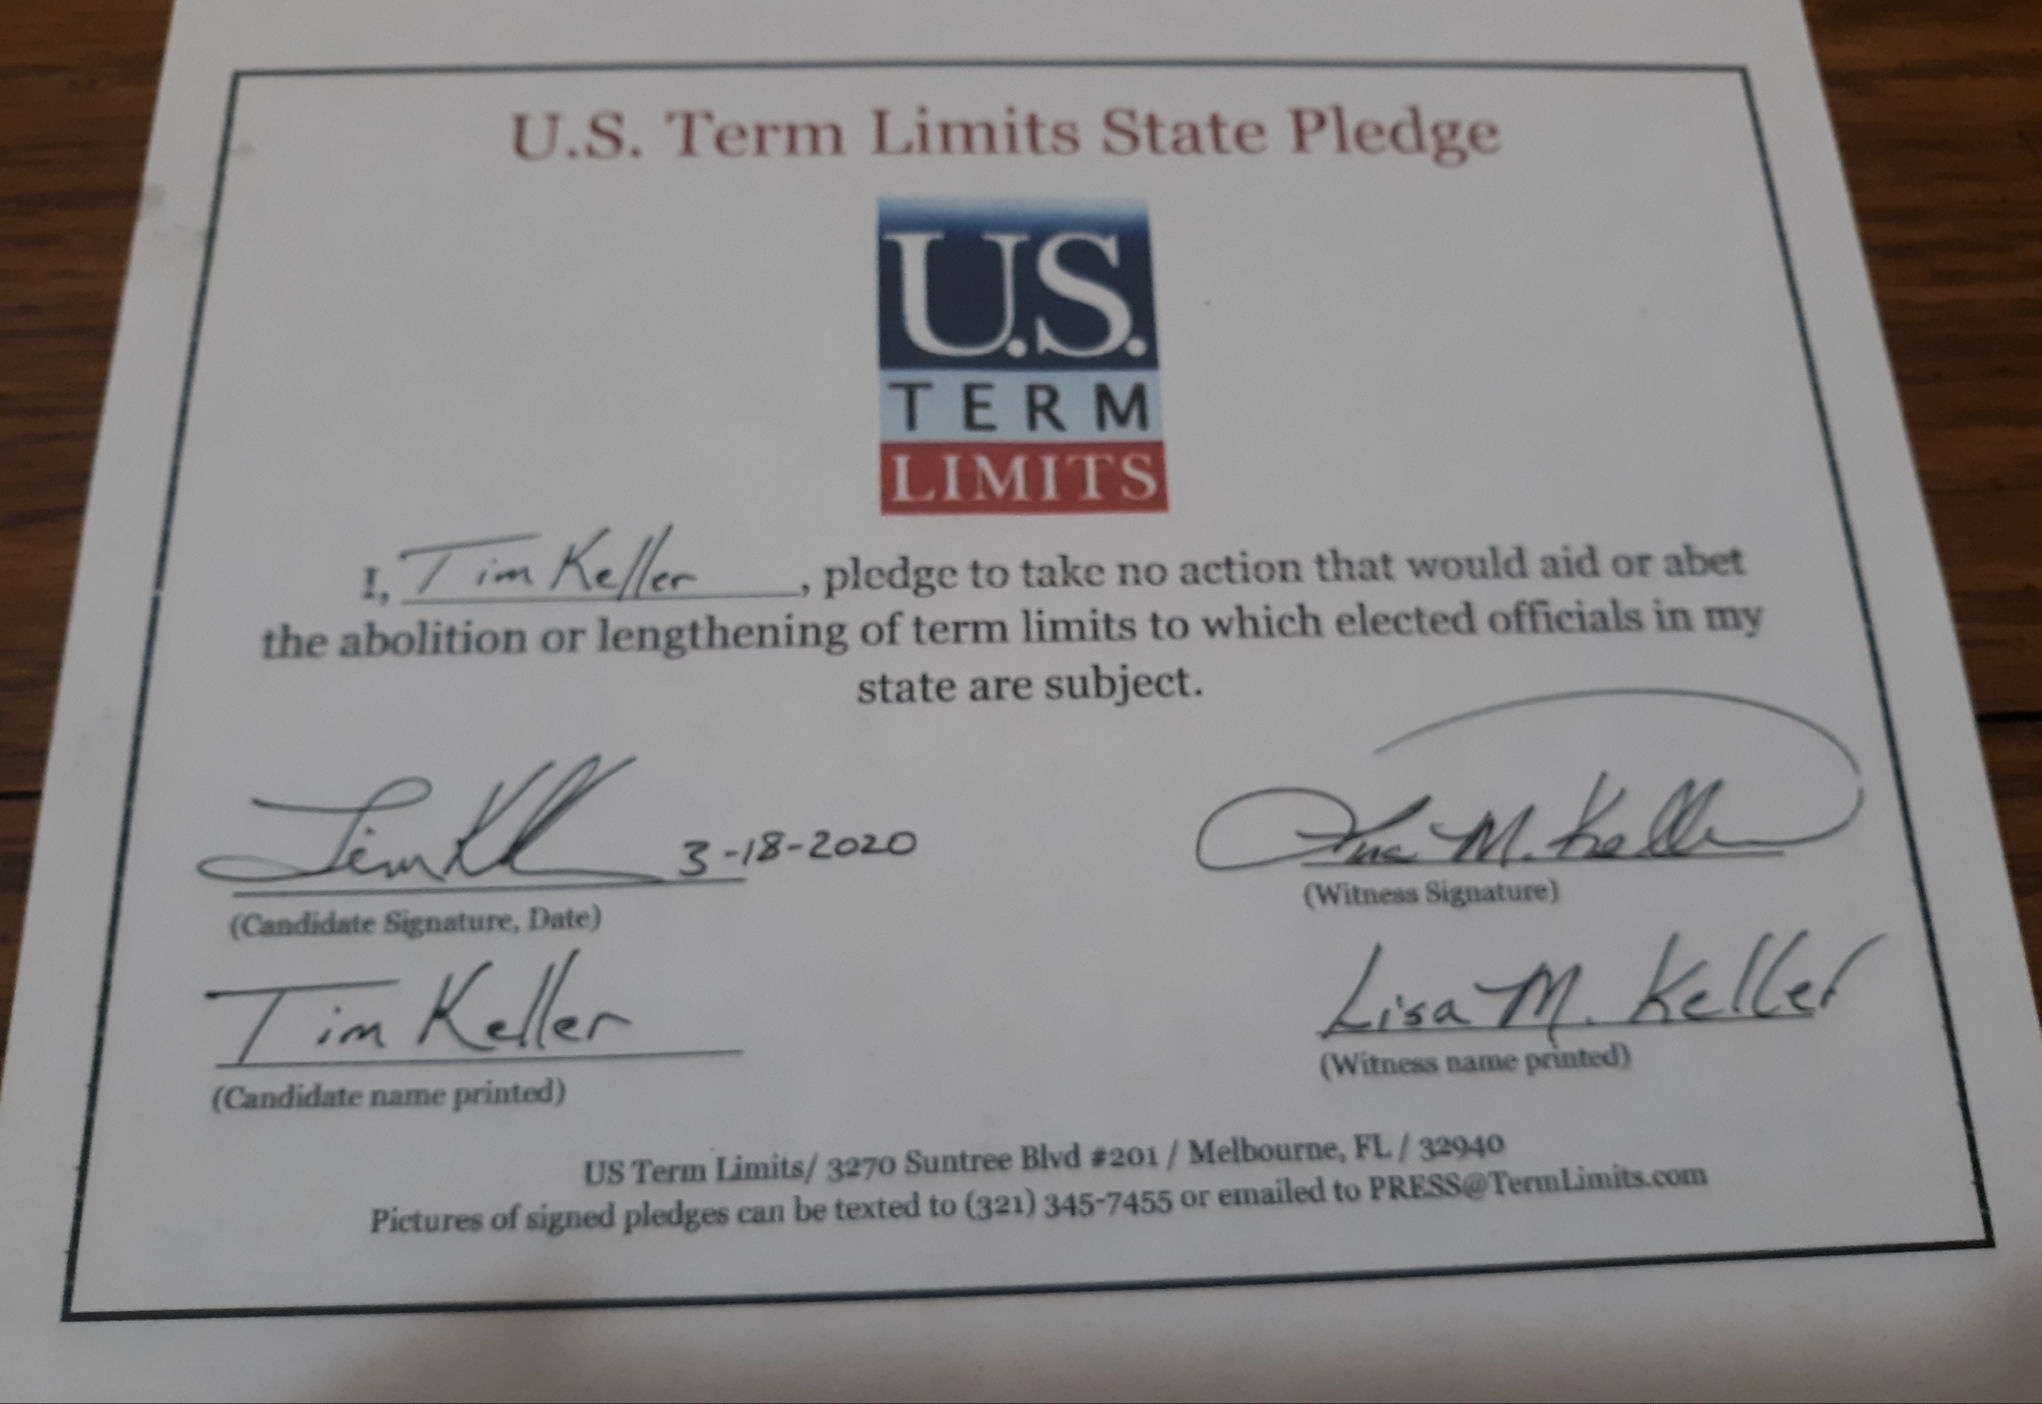 U.S. Term Limits State Pledge
U.S.
TERM
LIMITS
I, Tim Keller, pledge to take no action that would aid or abet
the abolition or lengthening of term limits to which elected officials in my
state are subject.
Tim Keller 3-18-2020
(Candidate Signature, Date)
Lisa M. Keller
(Witness Signature)
Tim Keller
(Candidate name printed)
Lisa M. Keller
(Witness name printed)
US Term Limits/ 3270 Suntree Blvd #201 / Melbourne, FL / 32940
Pictures of signed pledges can be texted to (321) 345-7455 or emailed to PRESS@TermLimits.com